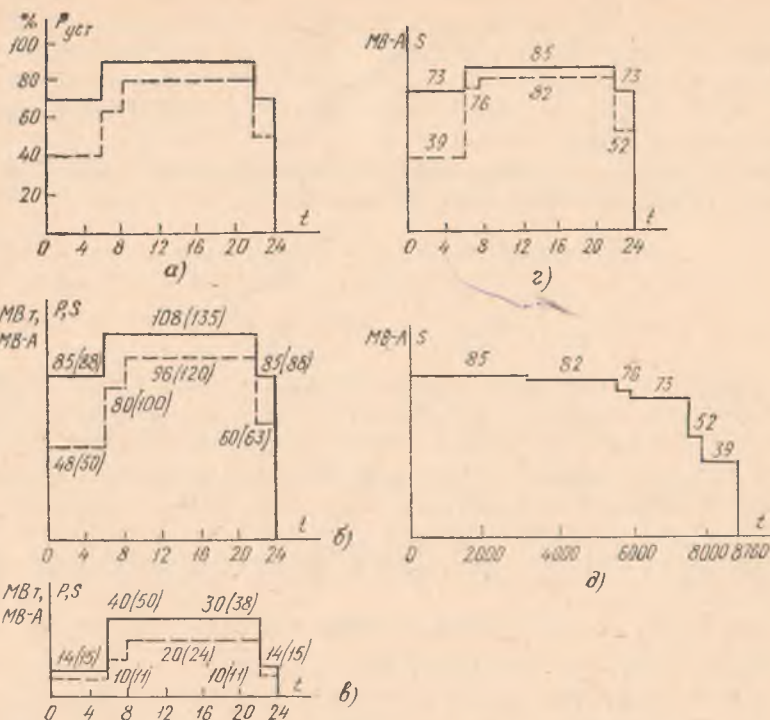 % Pуст
100
80
60
40
20
0 4 8 12 16 20 24
t
а)
МВ-А S
85
73
73
76
82
39
52
t
0 4 8 12 16 20 24
г)
МВт, P,S
МВ-А
108(135)
85(88)
85(88)
96(120)
80(100)
60(63)
48(50)
t
0 4 8 12 16 20 24
б)
МВ-А S
85
82
76
73
52
39
t
0 2000 4000 6000 8000 8760
д)
МВт, P,S
МВ-А
40(50) 30(38)
14(15)
14(15)
20(24)
10(11)
10(11)
t
0 4 8 12 16 20 24
в)